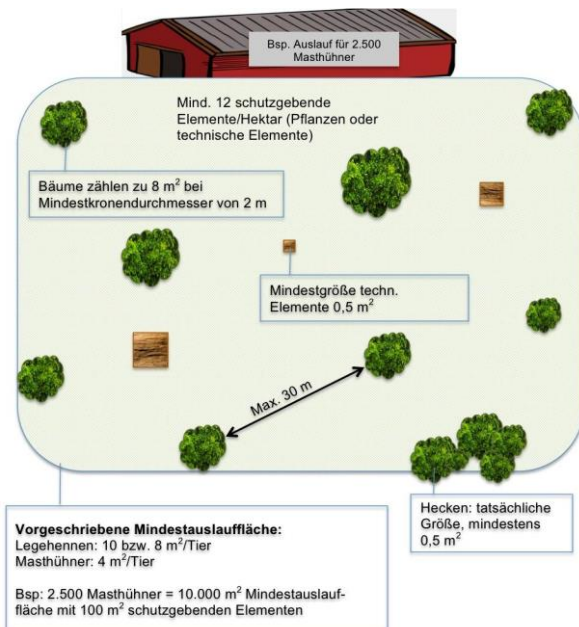 Bsp. Auslauf für 2.500
Masthühner
Mind. 12 schutzgebende
Elemente/Hektar (Pflanzen oder
technische Elemente)
Bäume zählen zu 8 m² bei
Mindestkronendurchmesser von 2 m
Mindestgröße techn.
Elemente 0,5 m²
Max. 30 m
Hecken: tatsächliche
Größe, mindestens
0,5 m²
Vorgeschriebene Mindestauslauffläche:
Legehennen: 10 bzw. 8 m²/Tier
Masthühner: 4 m²/Tier
Bsp: 2.500 Masthühner = 10.000 m² Mindestauslauf-
fläche mit 100 m² schutzgebenden Elementen